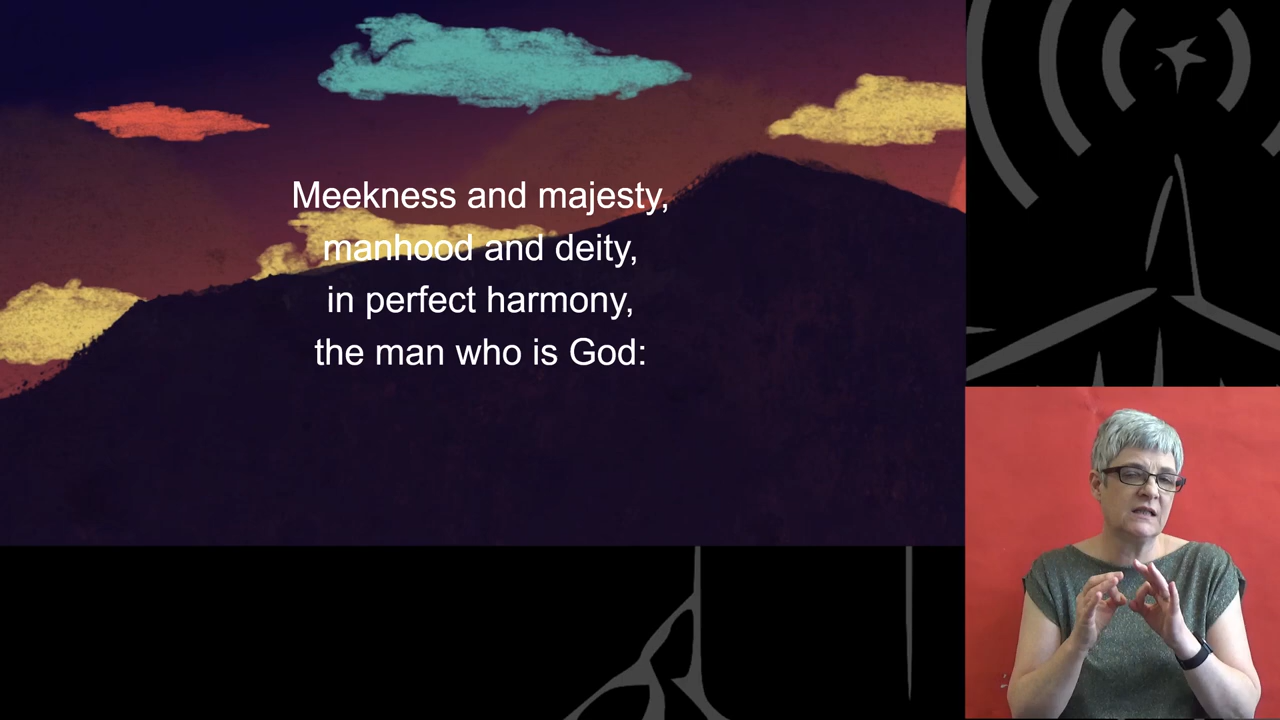 Meekness and majesty,
manhood and deity,
in perfect harmony,
the man who is God: